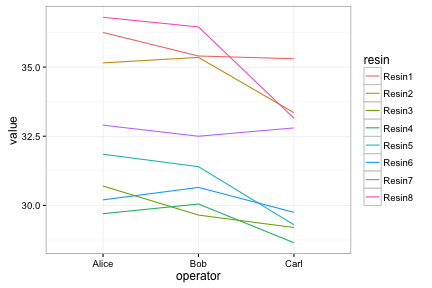 35.0
32.5
30.0
value
Alice Bob Carl
operator
resin
Resin1
Resin2
Resin3
Resin4
Resin5
Resin6
Resin7
Resin8